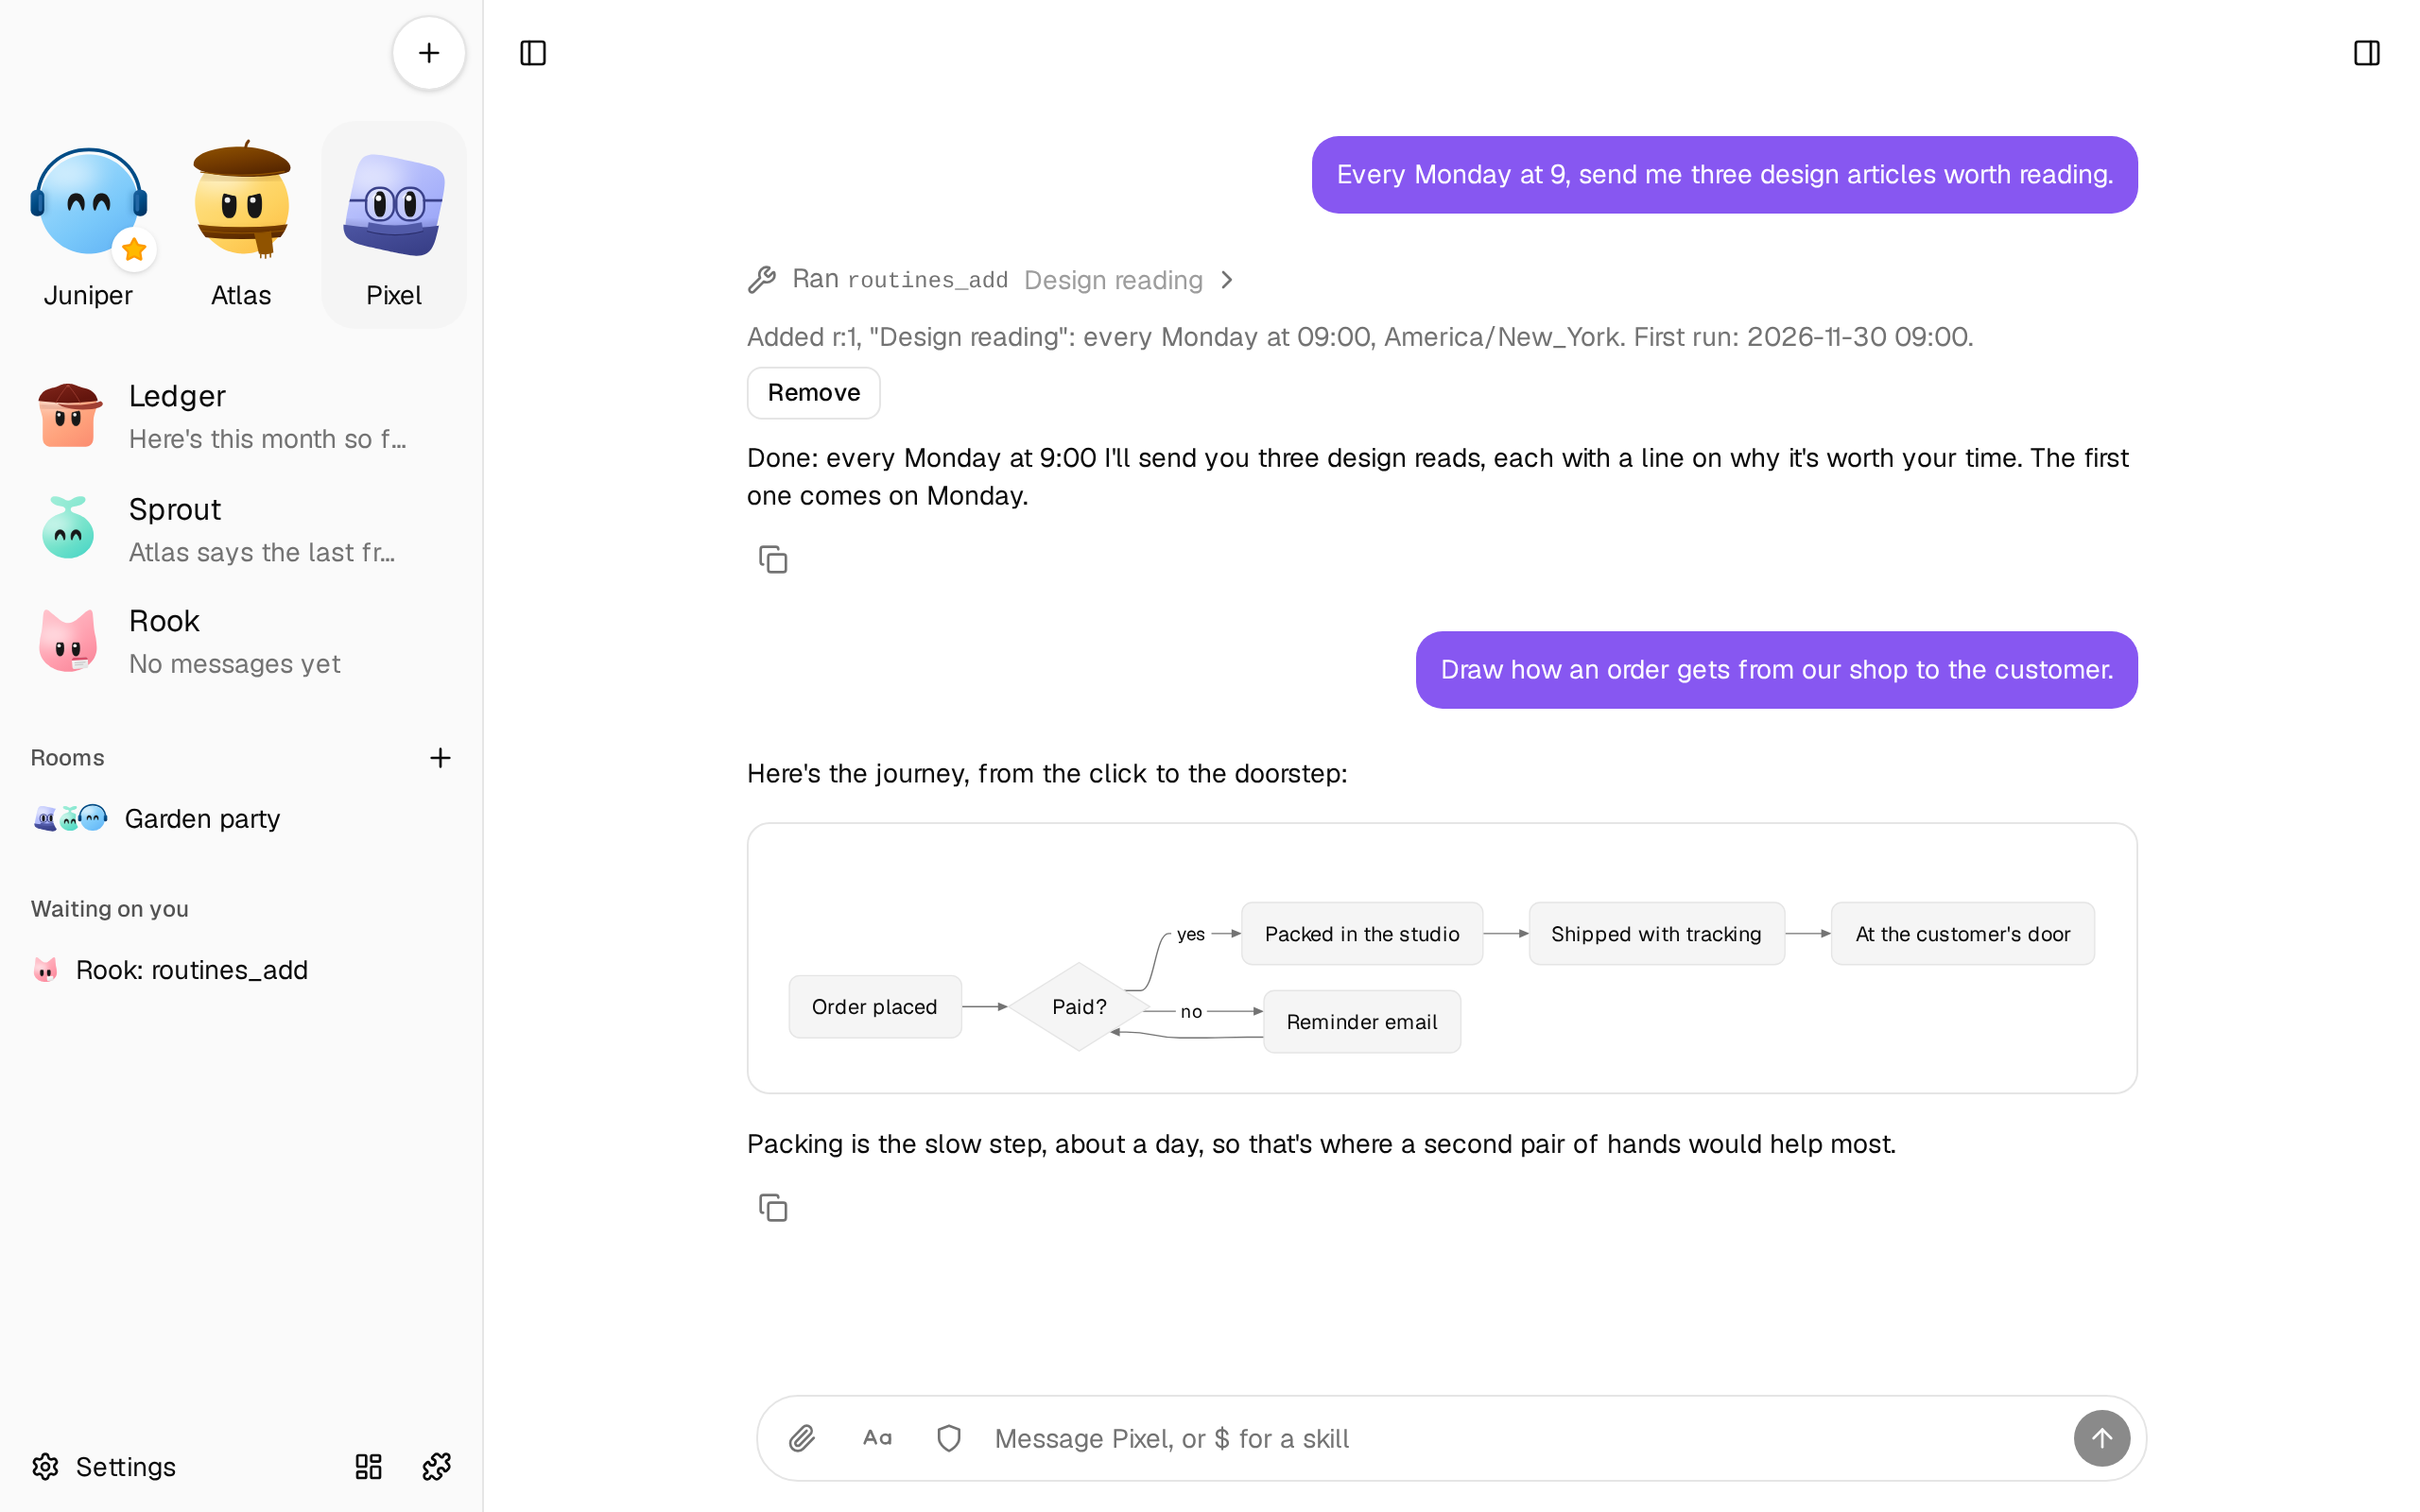 Juniper
Atlas
Pixel
Ledger
Here's this month so f...
Sprout
Atlas says the last fr...
Rook
No messages yet
Rooms
Garden party
Waiting on you
Rook: routines_add
Settings
Every Monday at 9, send me three design articles worth reading.
Ran routines_add Design reading
Added r:1, "Design reading": every Monday at 09:00, America/New_York. First run: 2026-11-30 09:00.
Remove
Done: every Monday at 9:00 I'll send you three design reads, each with a line on why it's worth your time. The first
one comes on Monday.
Draw how an order gets from our shop to the customer.
Here's the journey, from the click to the doorstep:
Order placed
Paid?
yes
Packed in the studio
Shipped with tracking
At the customer's door
no
Reminder email
Packing is the slow step, about a day, so that's where a second pair of hands would help most.
Aa
Message Pixel, or $ for a skill